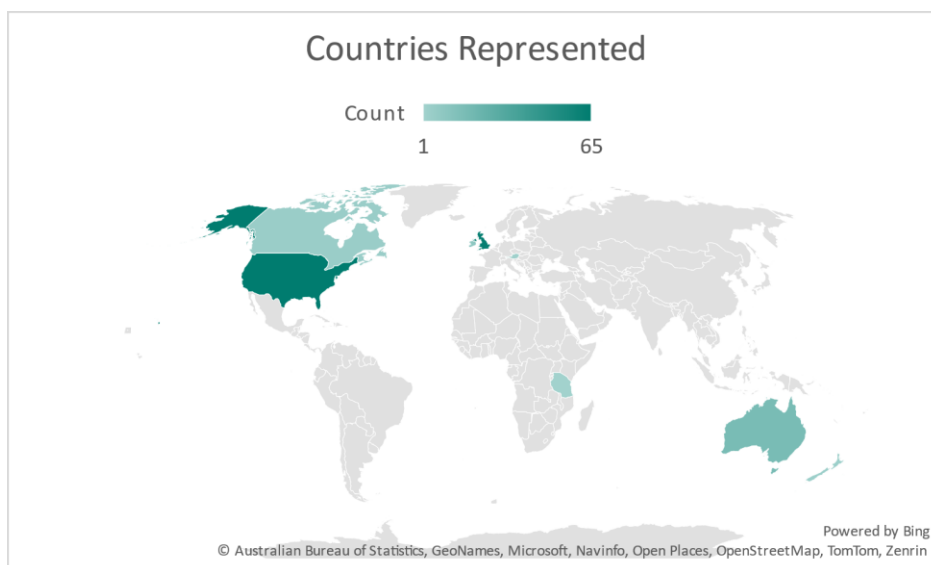 Countries Represented
Count
1 65
Powered by Bing
© Australian Bureau of Statistics, GeoNames, Microsoft, Navinfo, Open Places, OpenStreetMap, TomTom, Zenrin